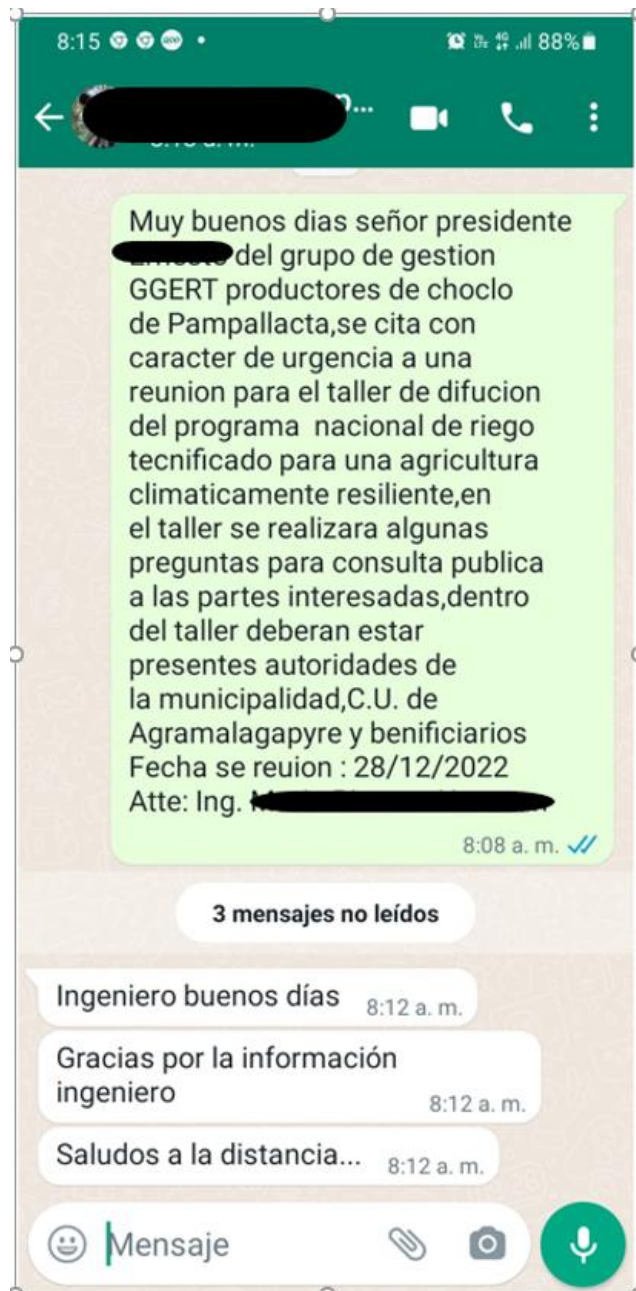 8:15
88%
Muy buenos dias señor presidente
del grupo de gestion
GGERT productores de choclo
de Pampallacta,se cita con
caracter de urgencia a una
reunion para el taller de difucion
del programa nacional de riego
tecnificado para una agricultura
climaticamente resiliente,en
el taller se realizara algunas
preguntas para consulta publica
a las partes interesadas,dentro
del taller deberan estar
presentes autoridades de
la municipalidad,C.U. de
Agramalagapyre y benificiarios
Fecha se reuion : 28/12/2022
Atte: Ing.
8:08 a. m.
3 mensajes no leídos
Ingeniero buenos días 8:12 a. m.
Gracias por la información
ingeniero
8:12 a. m.
Saludos a la distancia... 8:12 a. m.
Mensaje